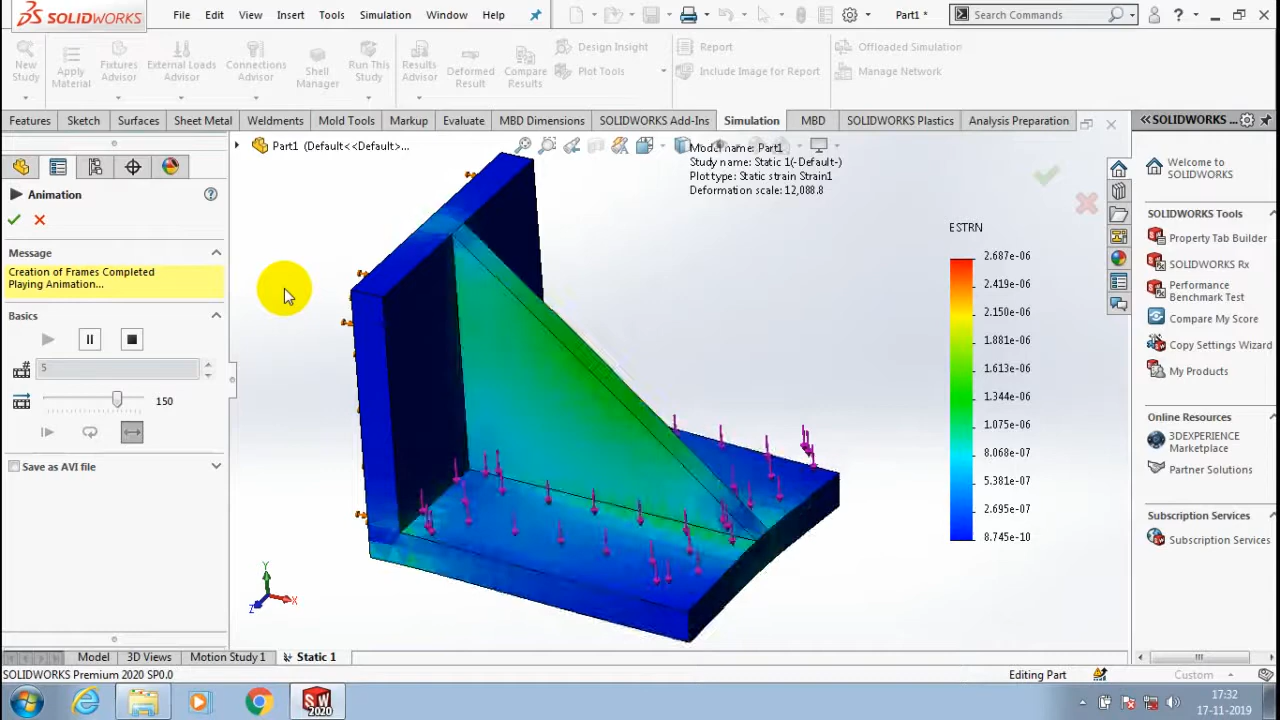 SOLIDWORKS File Edit View Insert Tools Simulation Window Help Part1 * Search Commands
New Study
Apply Material
Fixtures Advisor
External Loads Advisor
Connections Advisor
Shell Manager
Run This Study
Results Advisor
Deformed Result
Compare Results
Design Insight
Plot Tools
Report
Include Image for Report
Offloaded Simulation
Manage Network
Features Sketch Surfaces Sheet Metal Weldments Mold Tools Markup Evaluate MBD Dimensions SOLIDWORKS Add-Ins Simulation MBD SOLIDWORKS Plastics Analysis Preparation
Part1 (Default<<Default>...
Model name: Part1
Study name: Static 1(-Default-)
Plot type: Static strain Strain1
Deformation scale: 12,088.8
Animation
Message
Creation of Frames Completed
Playing Animation...
Basics
5
150
Save as AVI file
ESTRN
2.687e-06
2.419e-06
2.150e-06
1.881e-06
1.613e-06
1.344e-06
1.075e-06
8.068e-07
5.381e-07
2.695e-07
8.745e-10
Y
X
Z
SOLIDWORKS ...
Welcome to
SOLIDWORKS
SOLIDWORKS Tools
Property Tab Builder
SOLIDWORKS Rx
Performance
Benchmark Test
Compare My Score
Copy Settings Wizard
My Products
Online Resources
3DEXPERIENCE
Marketplace
Partner Solutions
Subscription Services
Subscription Services
Model 3D Views Motion Study 1 Static 1
SOLIDWORKS Premium 2020 SP0.0 Editing Part Custom
SW
2020
17:32
17-11-2019